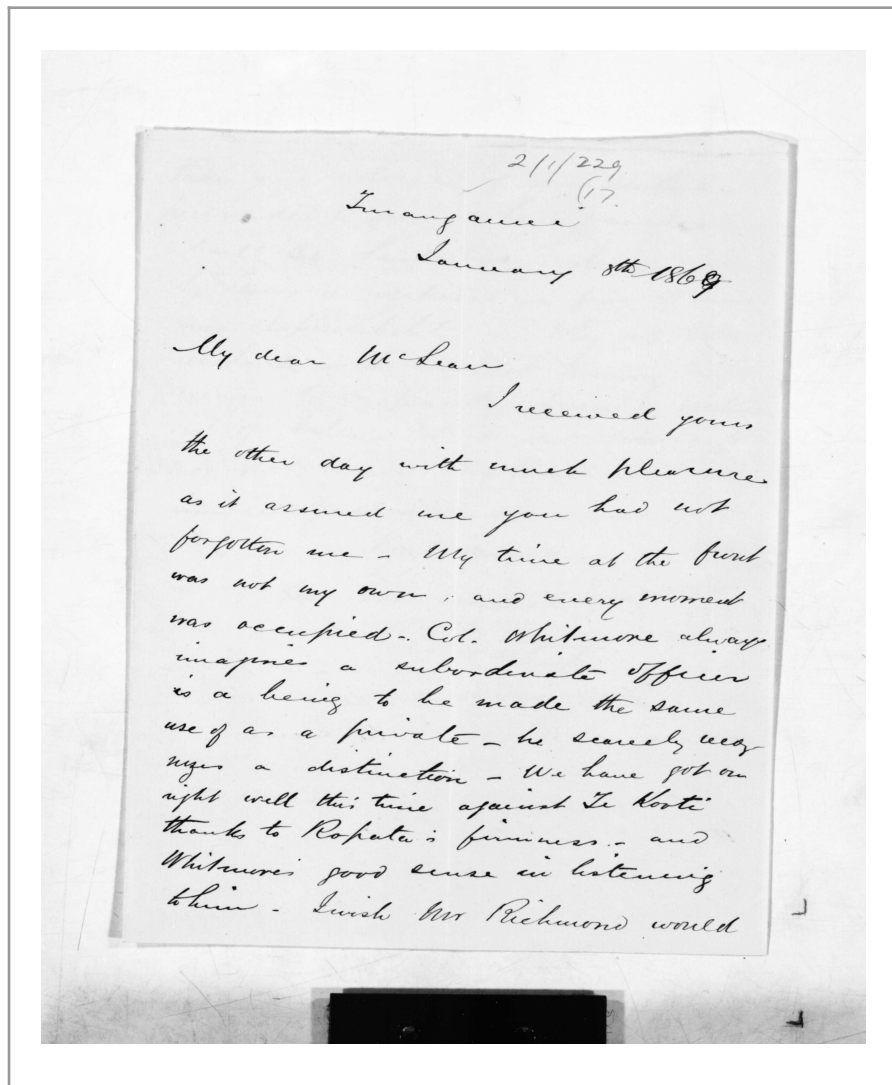 2/1/229
(17.
Turanganui
January 8th 1869
My dear McLean
I received yours
the other day with much pleasure
as it assured me you had not
forgotten me - My time at the front
was not my own, and every moment
was occupied - Col. Whitmore always
imagines a subordinate officer
is a being to be made the same
use of as a private - he scarcely recog
nizes a distinction - We have got on
right well this time against Te Kooti
thanks to Ropata's firmness - and
Whitmore's good sense in listening
to him - I wish Mr Richmond would